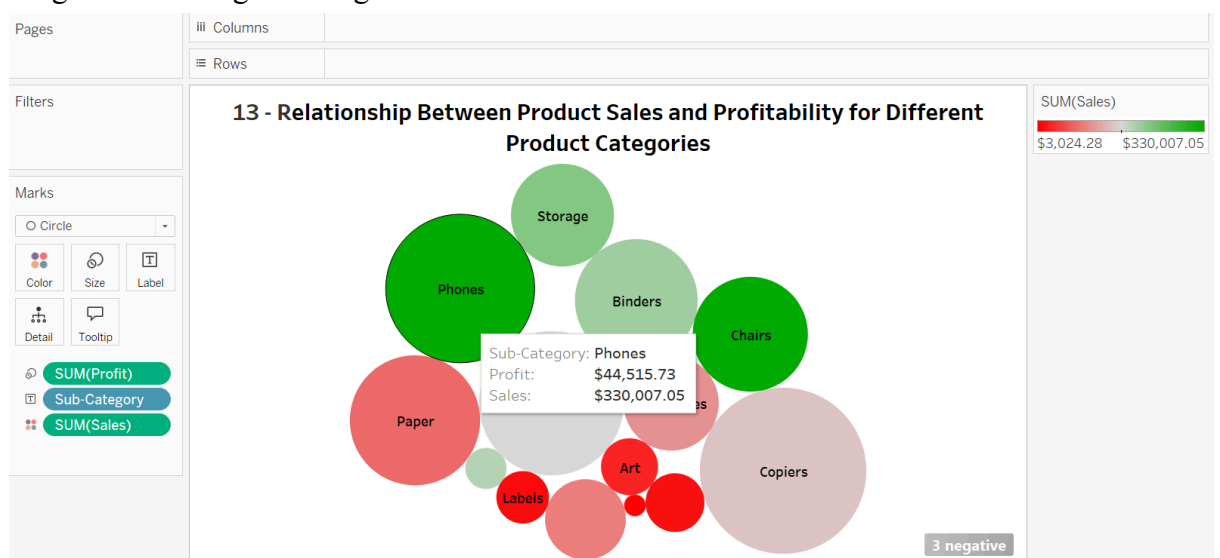 Pages
iii Columns
Rows
Filters
13 - Relationship Between Product Sales and Profitability for Different
Product Categories
SUM(Sales)
$3,024.28 $330,007.05
Marks
Circle
Color Size Label
Detail Tooltip
SUM(Profit)
Sub-Category
SUM(Sales)
Storage
Phones
Binders
Chairs
Sub-Category: Phones
Profit: $44,515.73
Sales: $330,007.05
es
Paper
Art
Copiers
Labels
3 negative